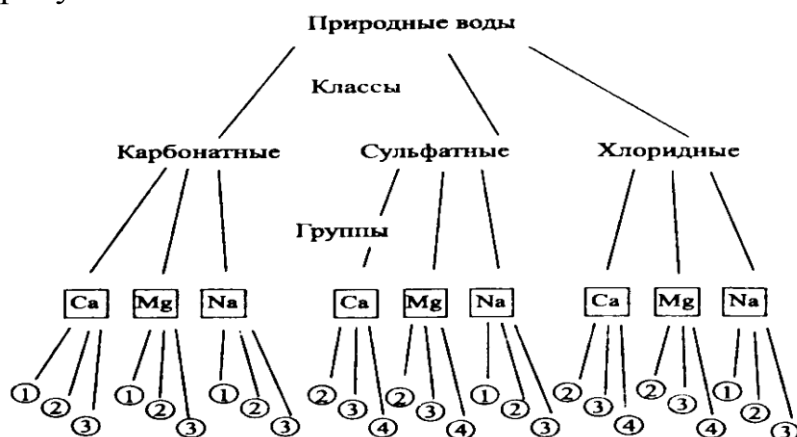 Природные воды
Классы
Карбонатные Сульфатные Хлоридные
Группы
Ca Mg Na Ca Mg Na Ca Mg Na
1 2 3 1 2 3 1 2 3 2 3 4 2 3 4 1 2 3 2 3 4 2 3 4 1 2 3